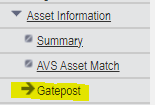 Asset Information
Summary
AVS Asset Match
Gatepost